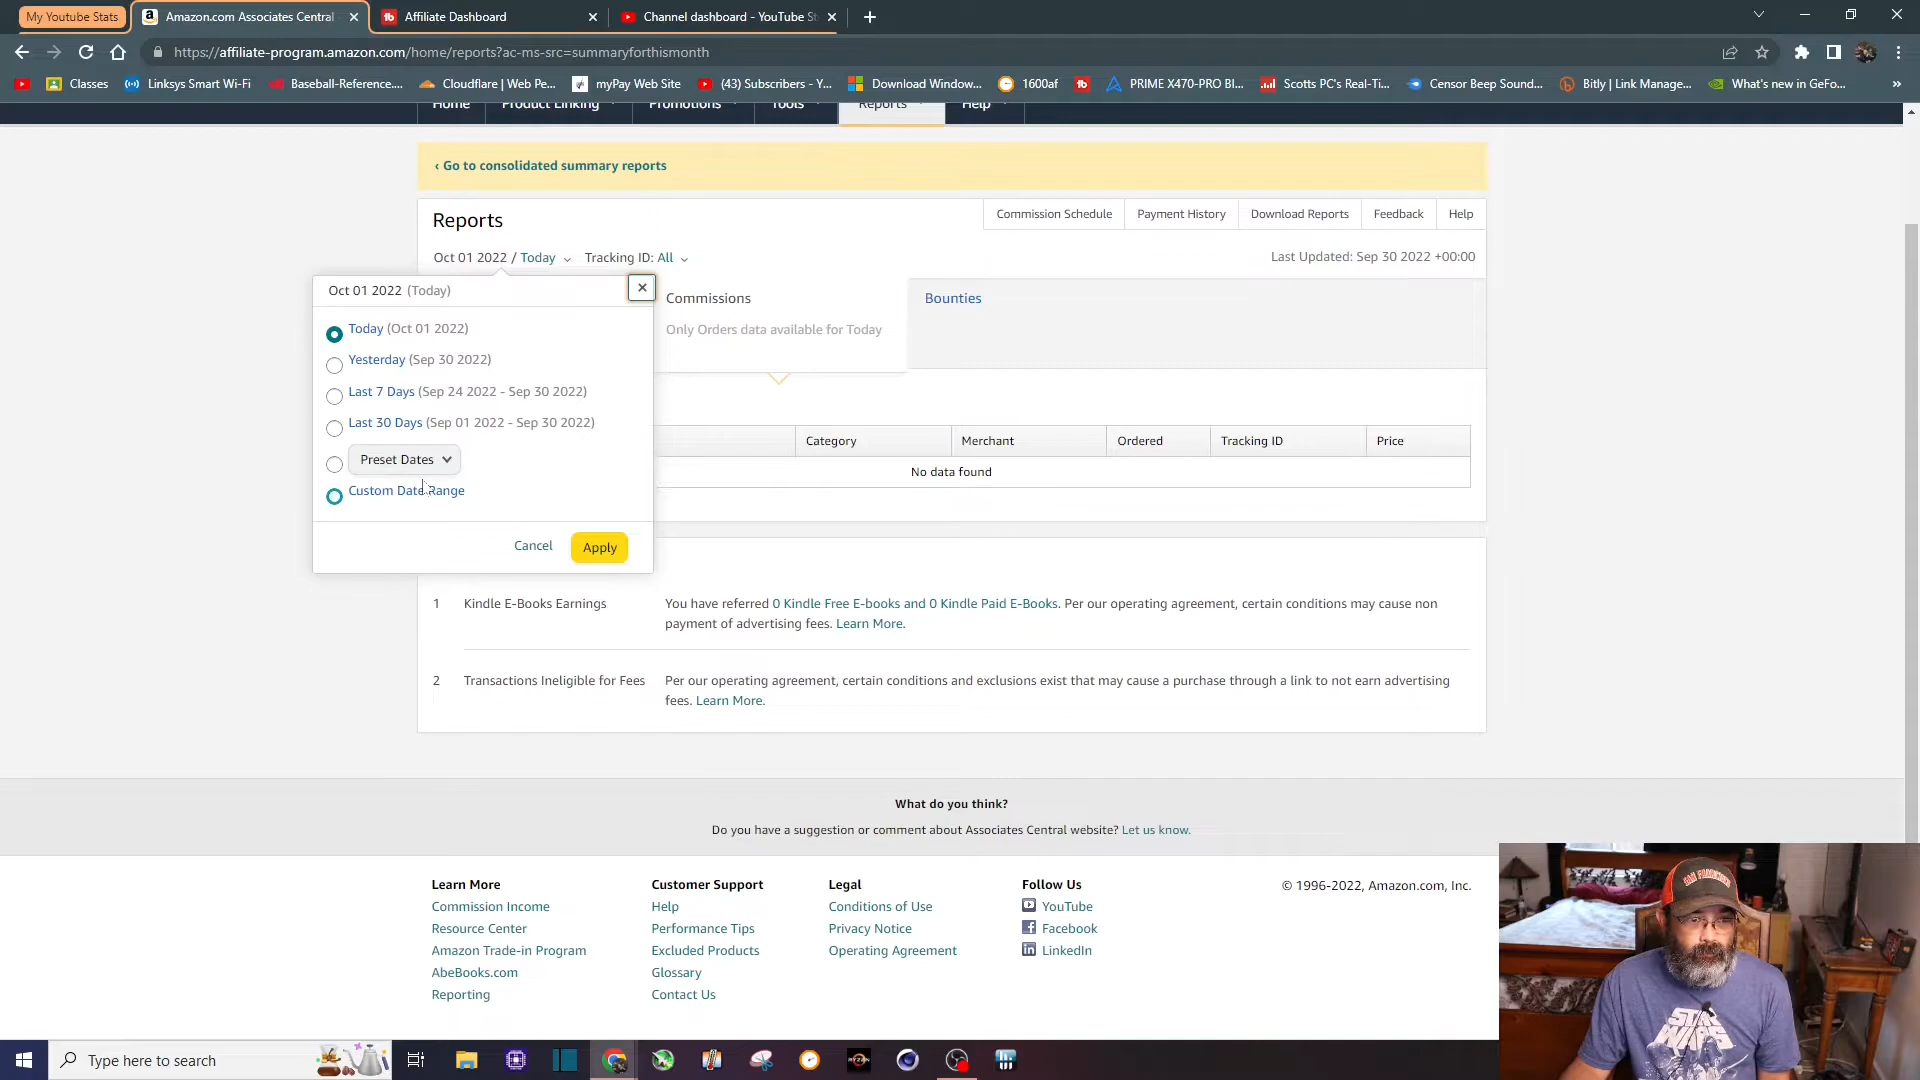 My Youtube Stats
Amazon.com Associates Central
Affiliate Dashboard
Channel dashboard - YouTube St
https://affiliate-program.amazon.com/home/reports?ac-ms-src=summaryforthismonth
Classes
Linksys Smart Wi-Fi
Baseball-Reference....
Cloudflare | Web Pe...
myPay Web Site
(43) Subscribers - Y...
Download Window...
1600af
PRIME X470-PRO BI...
Scotts PC's Real-Ti...
Censor Beep Sound...
Bitly | Link Manage...
What's new in GeFo...
Home
Product Linking
Promotions
Tools
Reports
Help
‹ Go to consolidated summary reports
Reports
Commission Schedule
Payment History
Download Reports
Feedback
Help
Oct 01 2022 / Today
Tracking ID: All
Last Updated: Sep 30 2022 +00:00
Oct 01 2022 (Today)
Today (Oct 01 2022)
Yesterday (Sep 30 2022)
Last 7 Days (Sep 24 2022 - Sep 30 2022)
Last 30 Days (Sep 01 2022 - Sep 30 2022)
Preset Dates
Custom Date Range
Cancel
Apply
Commissions
Only Orders data available for Today
Bounties
Category
Merchant
Ordered
Tracking ID
Price
No data found
1 Kindle E-Books Earnings
You have referred 0 Kindle Free E-books and 0 Kindle Paid E-Books. Per our operating agreement, certain conditions may cause non
payment of advertising fees. Learn More.
2 Transactions Ineligible for Fees
Per our operating agreement, certain conditions and exclusions exist that may cause a purchase through a link to not earn advertising
fees. Learn More.
What do you think?
Do you have a suggestion or comment about Associates Central website? Let us know.
Learn More
Commission Income
Resource Center
Amazon Trade-in Program
AbeBooks.com
Reporting
Customer Support
Help
Performance Tips
Excluded Products
Glossary
Contact Us
Legal
Conditions of Use
Privacy Notice
Operating Agreement
Follow Us
YouTube
Facebook
LinkedIn
© 1996-2022, Amazon.com, Inc.
SAN FRANCISCO
STAR
WARS
Type here to search
RYZEN